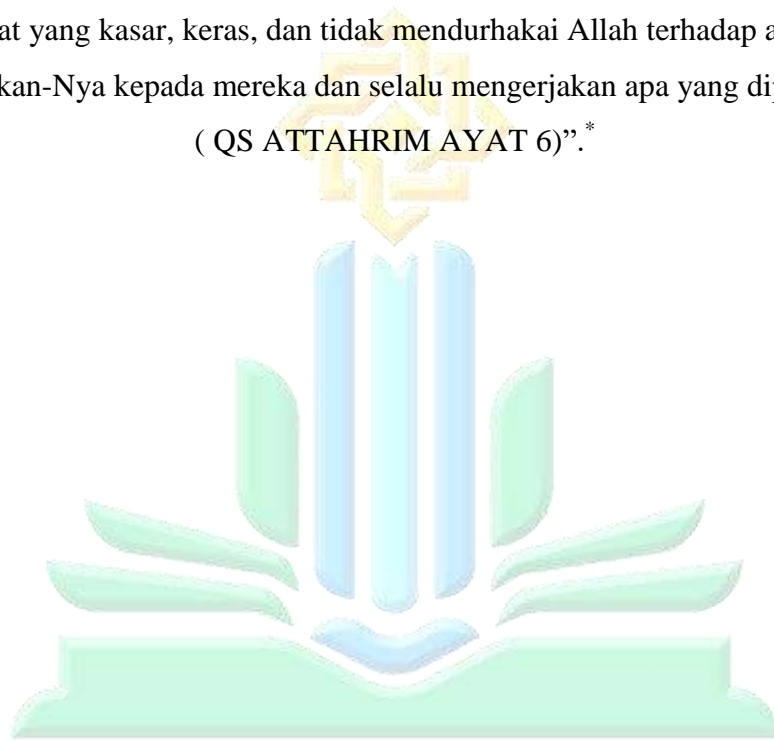 at yang kasar, keras, dan tidak mendurhakai Allah terhadap a
kan-Nya kepada mereka dan selalu mengerjakan apa yang dip
( QS ATTAHRIM AYAT 6)”.*